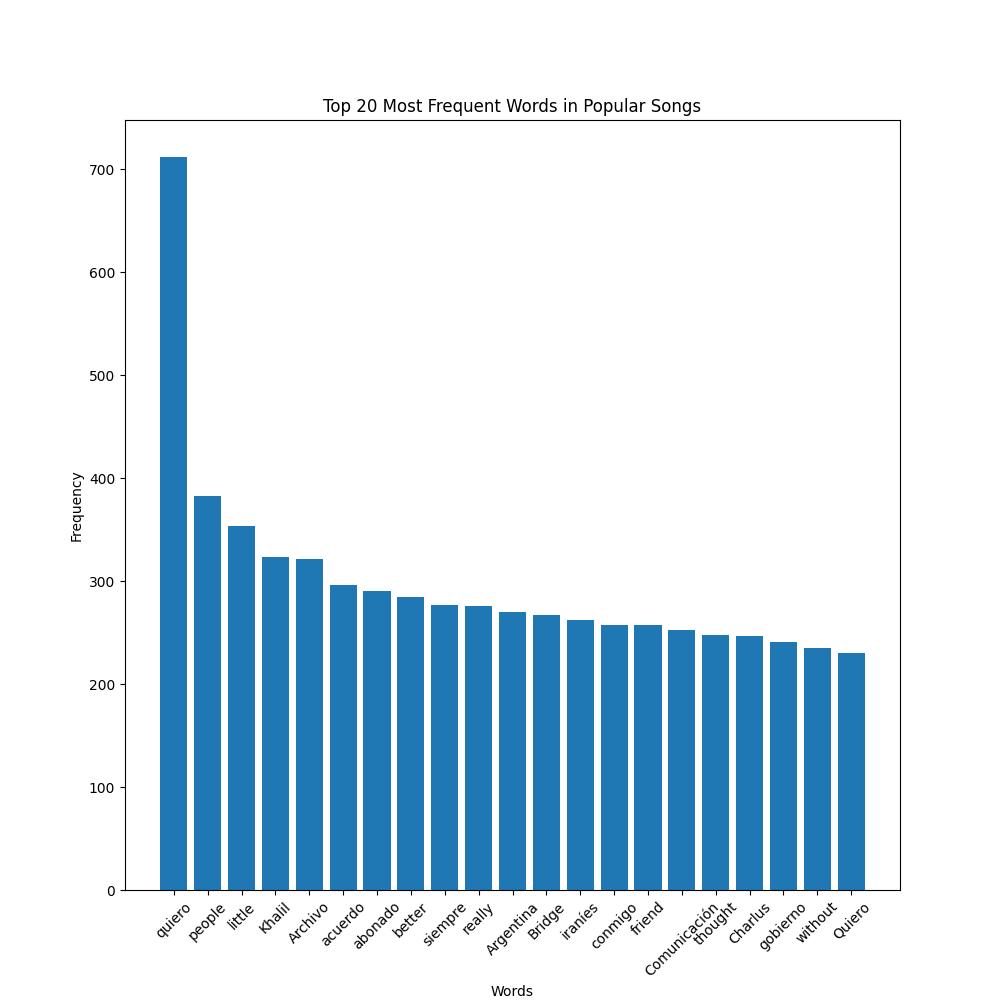 Top 20 Most Frequent Words in Popular Songs
700
600
500
400
300
200
100
0
Frequency
quiero
people
little
Khalil
Archivo
acuerdo
abonado
better
siempre
really
Argentina
Bridge
iraníes
conmigo
friend
Comunicación
thought
Charlus
gobierno
without
Quiero
Words